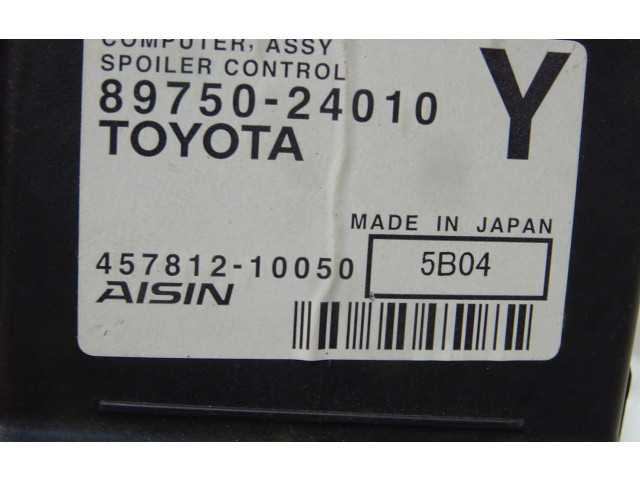 COMPUTER, ASSY
SPOILER CONTROL
89750-24010
TOYOTA
Y
MADE IN JAPAN
457812-10050
5B04
AISIN